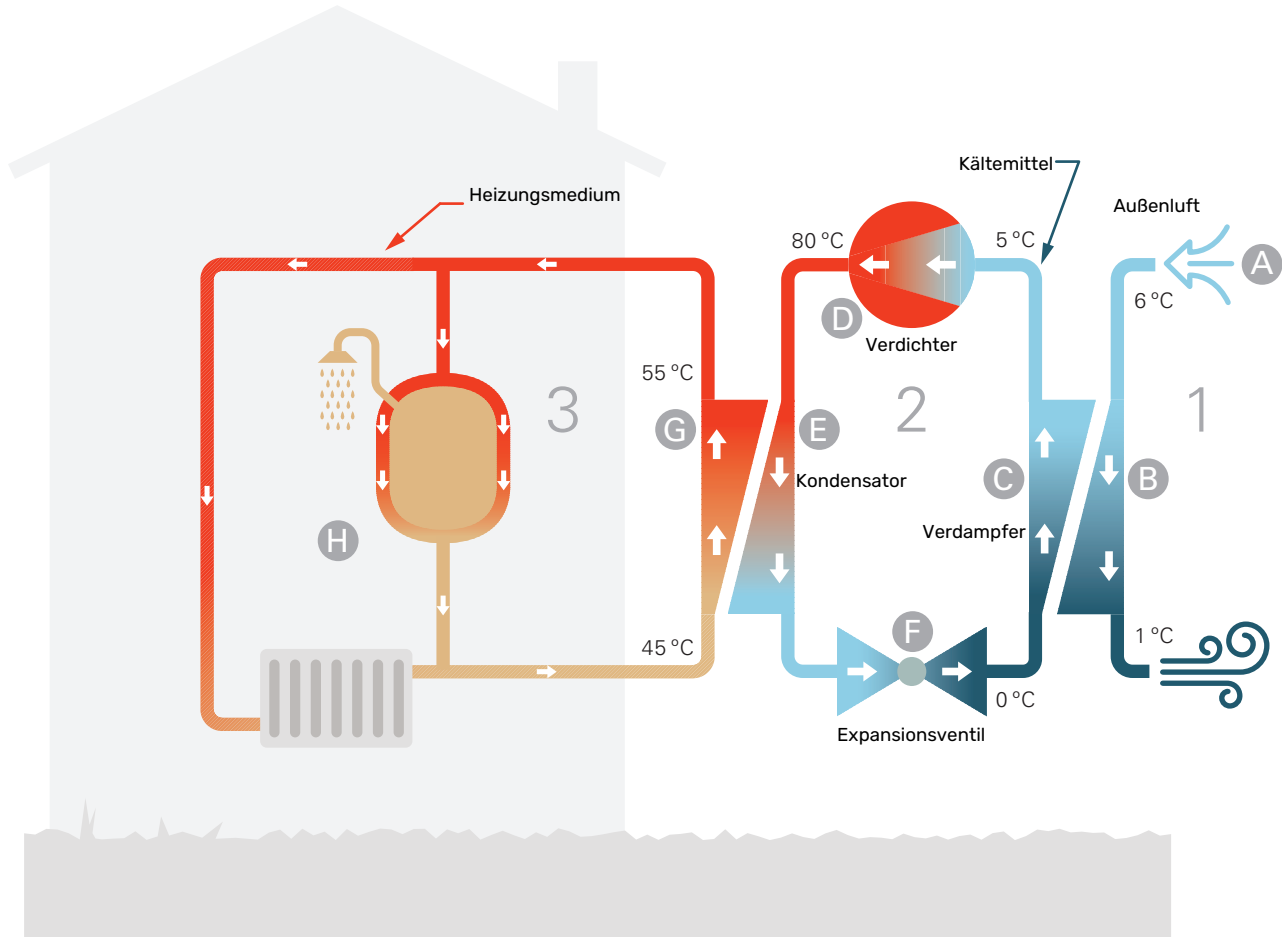 Kältemittel
Heizungsmedium
Außenluft
80 °C
5 °C
A
6 °C
D
Verdichter
55 °C
3
2
1
G
E
Kondensator
C
B
Verdampfer
H
F
45 °C
1 °C
0 °C
Expansionsventil